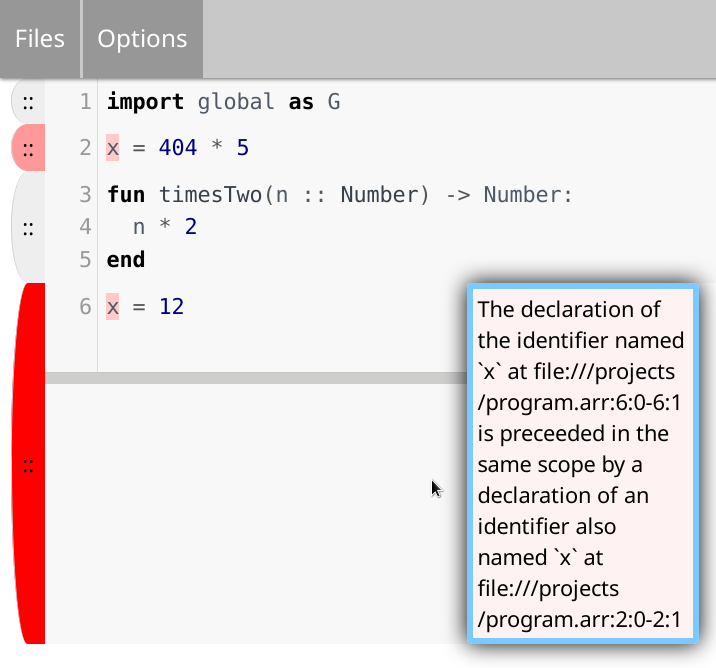 Files Options
:: 1 import global as G
:: 2 x = 404 * 5
3 fun timesTwo(n :: Number) -> Number:
:: 4 n * 2
5 end
6 x = 12
::
The declaration of
the identifier named
`x` at file:///projects
/program.arr:6:0-6:1
is preceeded in the
same scope by a
declaration of an
identifier also
named `x` at
file:///projects
/program.arr:2:0-2:1